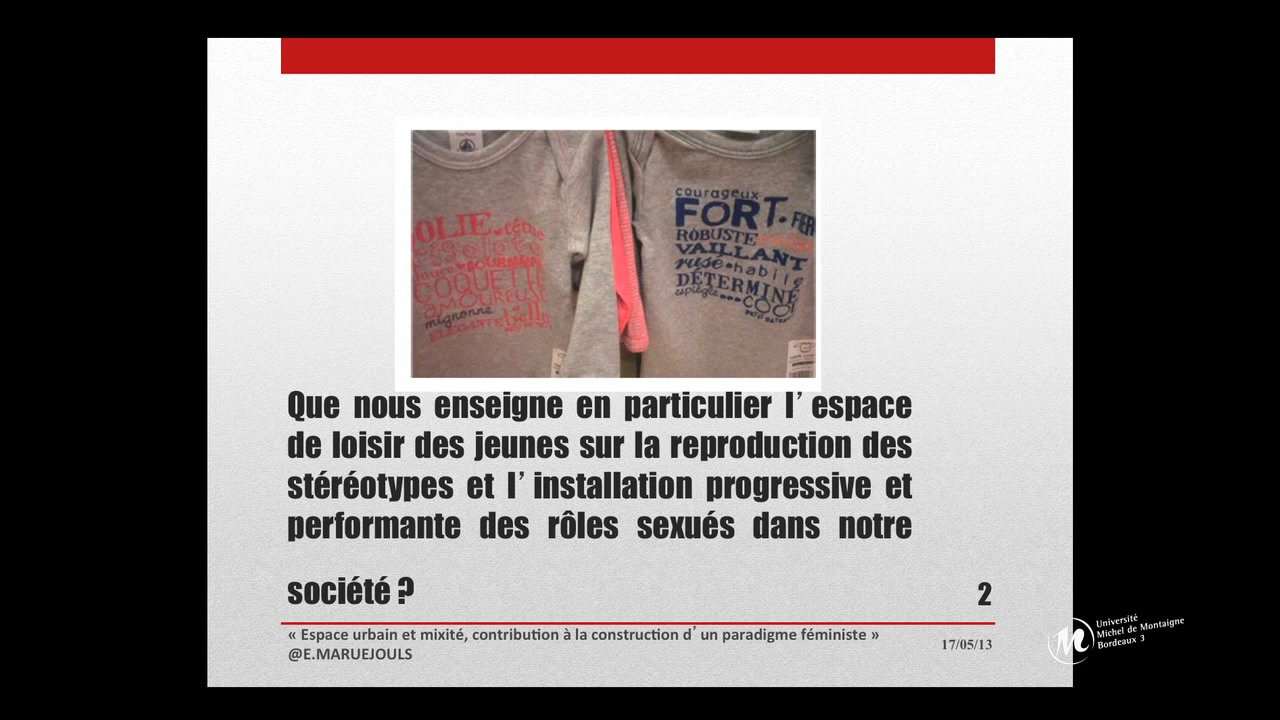 JOLIE
COQUETTE
AMOUREUSE
mignonne
ELEGANTE belle
courageux
FORT. FIER
ROBUSTE
VAILLANT
rusé habile
DÉTERMINÉ
espiègle COOL
Que nous enseigne en particulier l’espace
de loisir des jeunes sur la reproduction des
stéréotypes et l’installation progressive et
performante des rôles sexués dans notre
société ?
2
« Espace urbain et mixité, contribution à la construction d’un paradigme féministe »
@E.MARUEJOULS
17/05/13
Université
Michel de Montaigne
Bordeaux 3